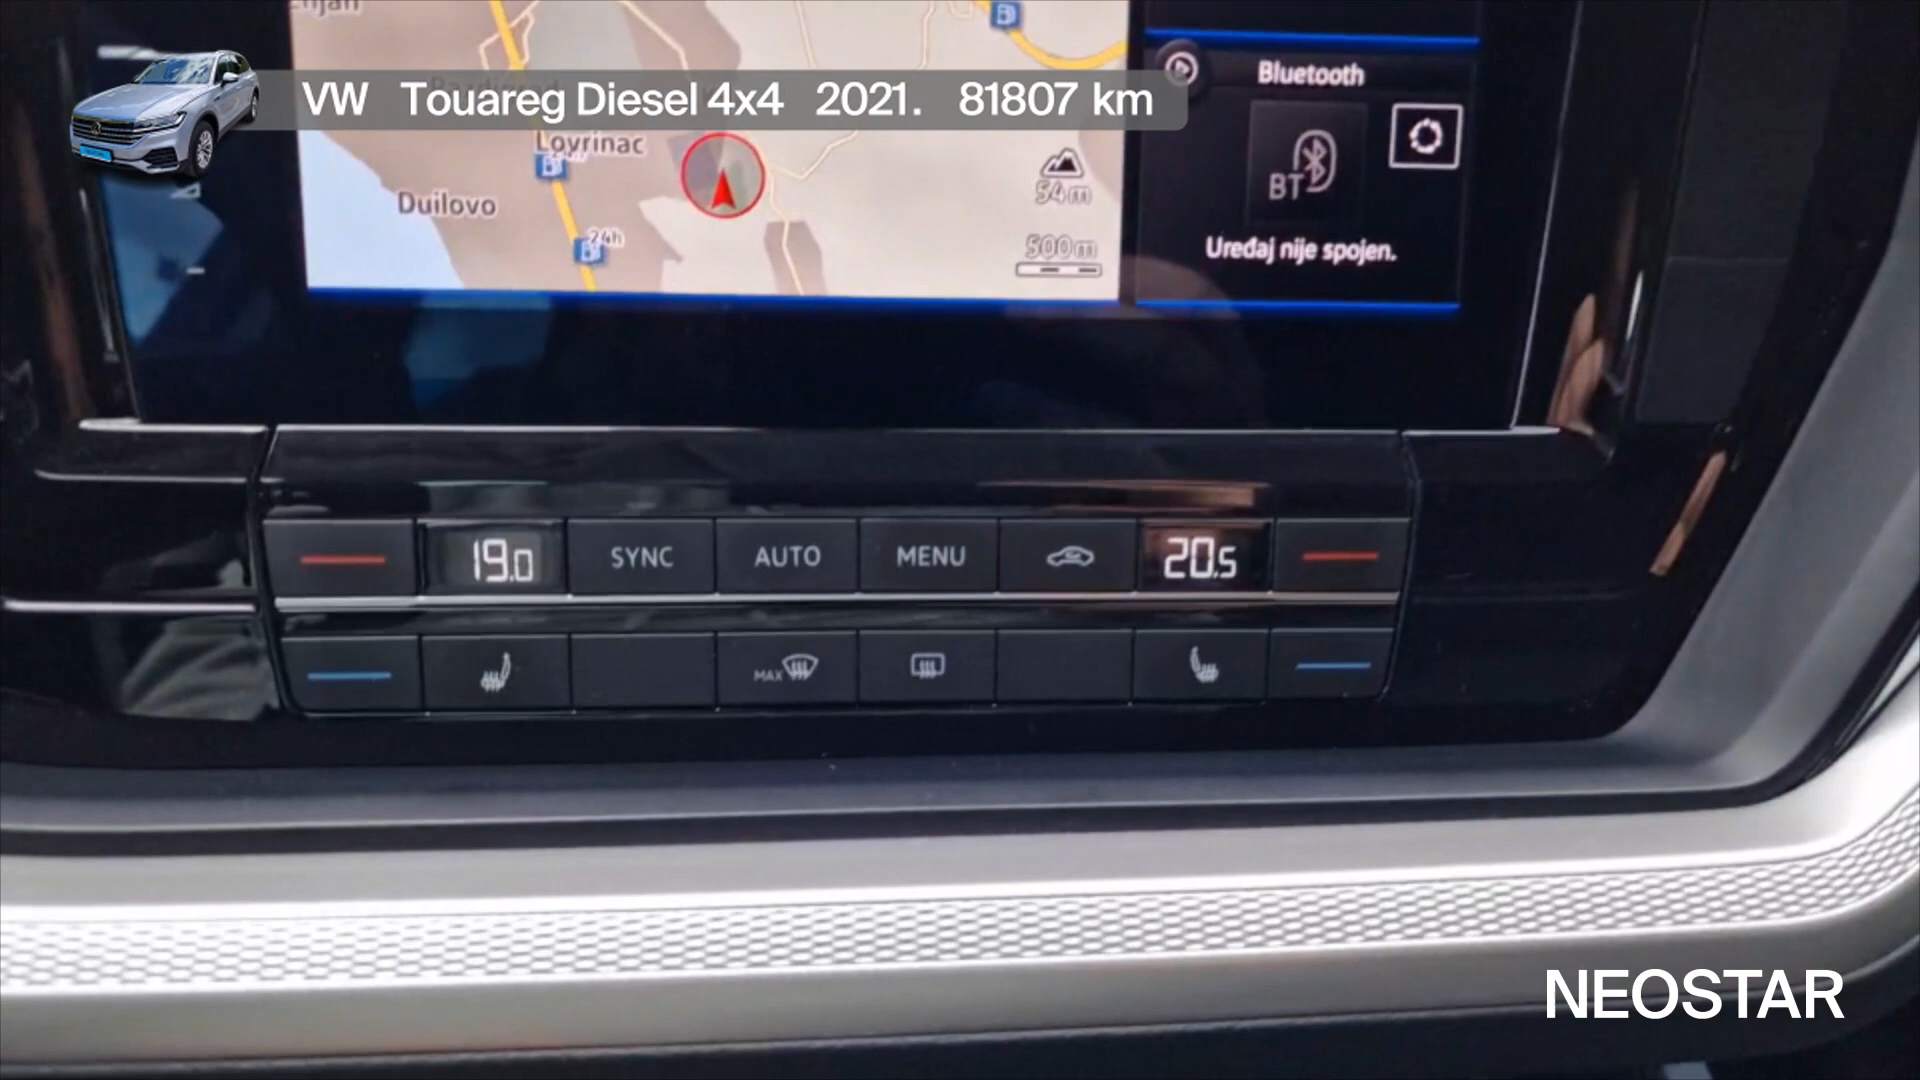 VW Touareg Diesel 4x4 2021. 81807 km
Bluetooth
Lovrinac
BT
54m
Duilovo
24h
500m
Uređaj nije spojen.
19.0 SYNC AUTO MENU 20.5
MAX
NEOSTAR